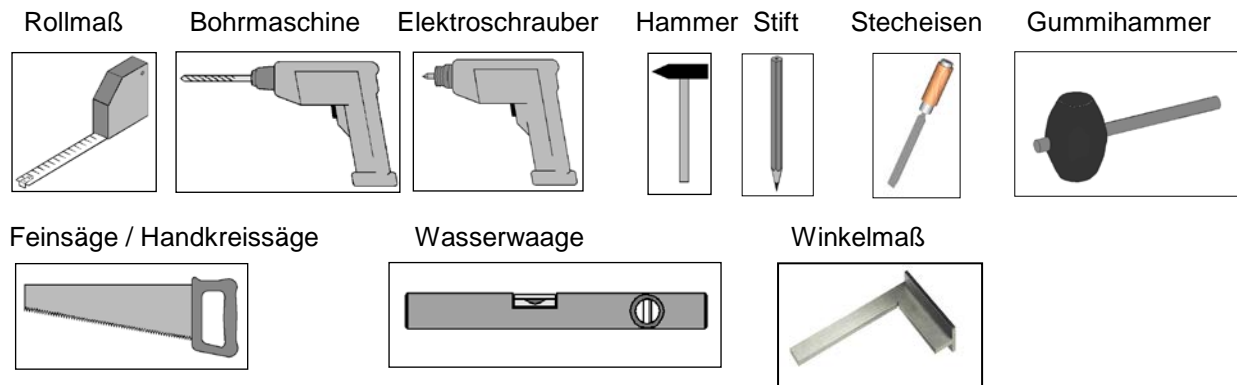 Rollmaß Bohrmaschine Elektroschrauber Hammer Stift Stecheisen Gummihammer
Feinsäge / Handkreissäge Wasserwaage Winkelmaß